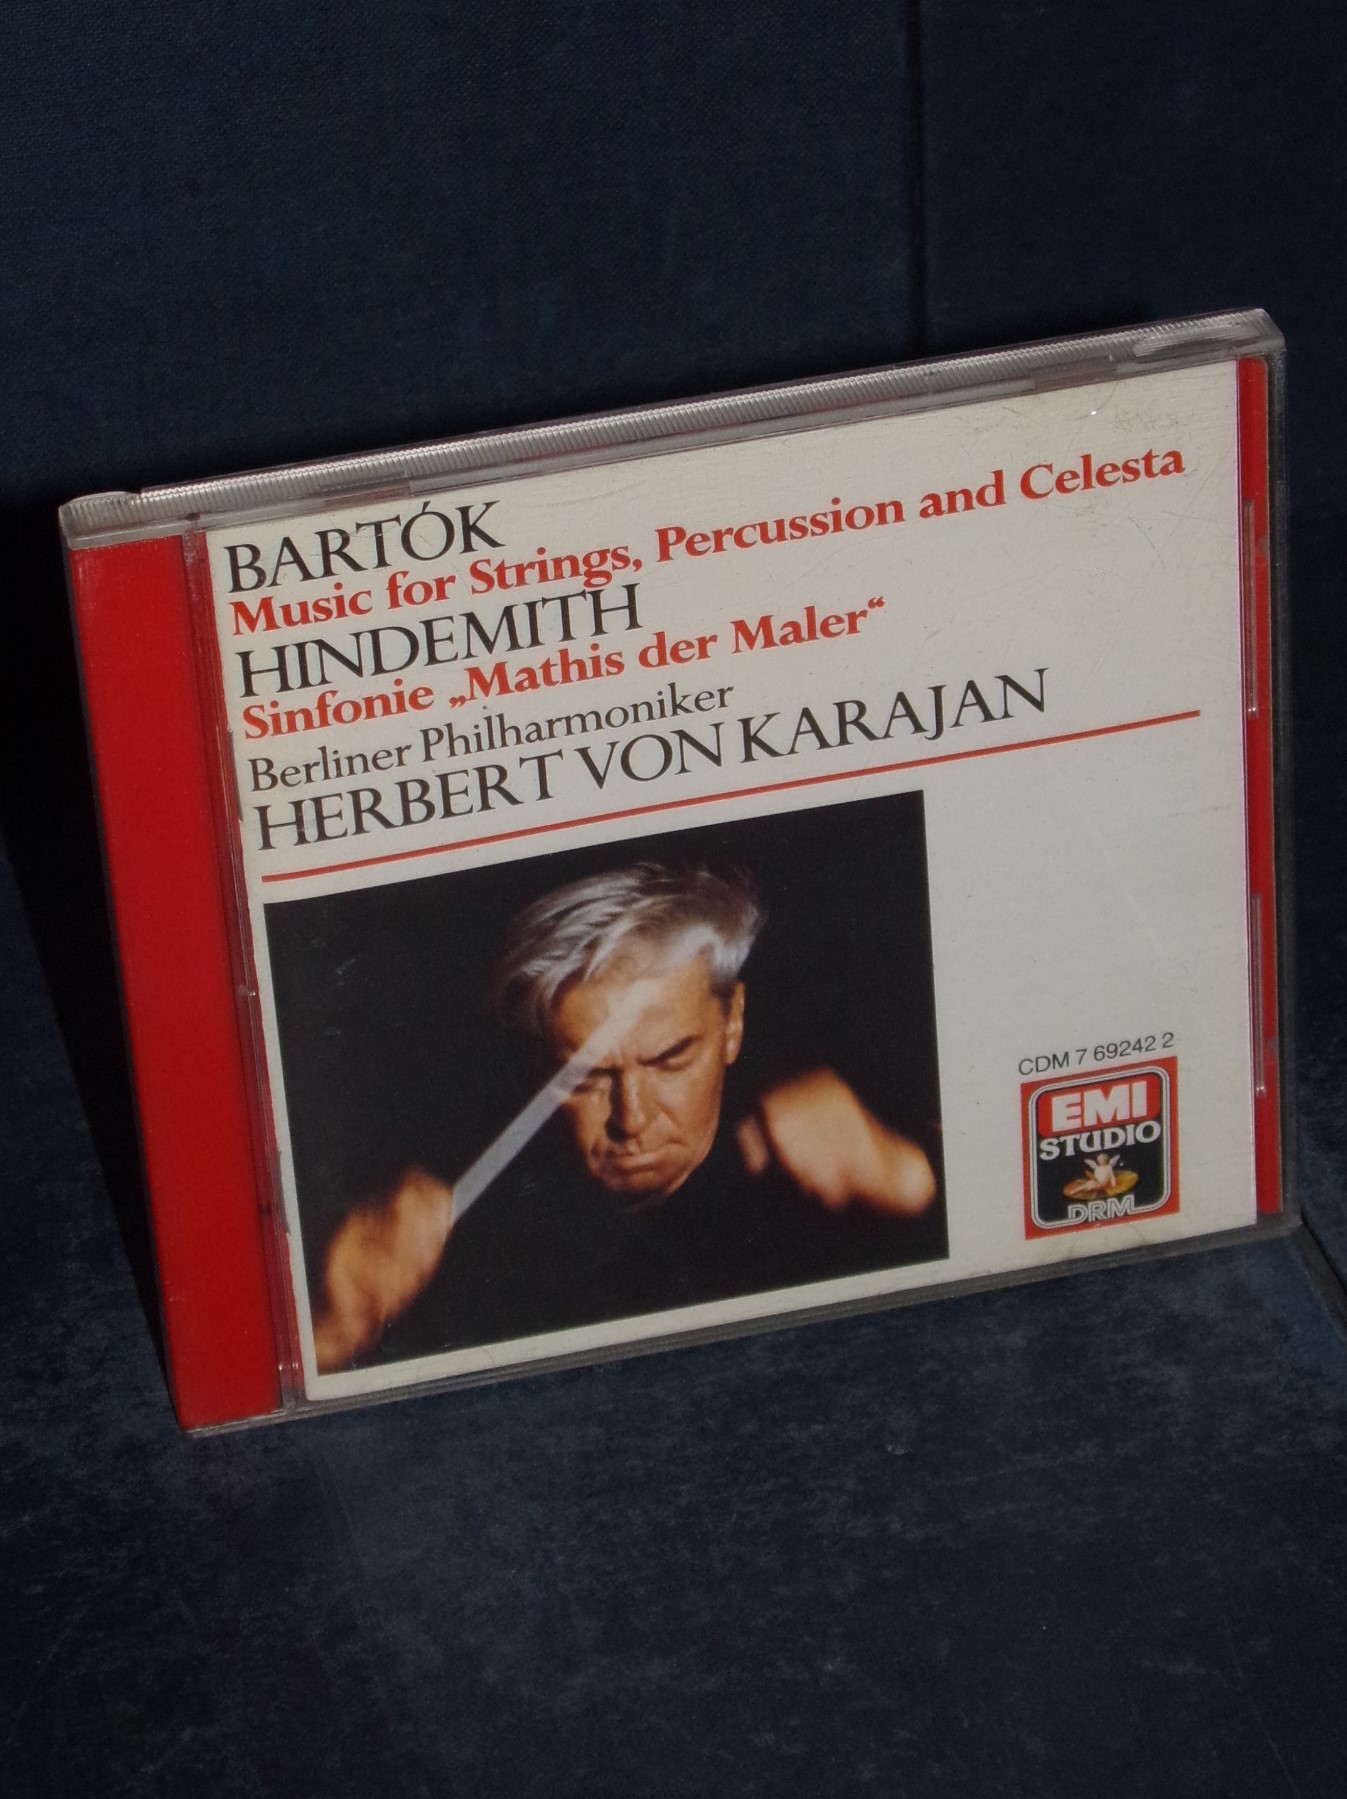 BARTÓK
Music for Strings, Percussion and Celesta
HINDEMITH
Sinfonie „Mathis der Maler“
Berliner Philharmoniker
HERBERT VON KARAJAN
CDM 7 69242 2
EMI
STUDIO
DRM